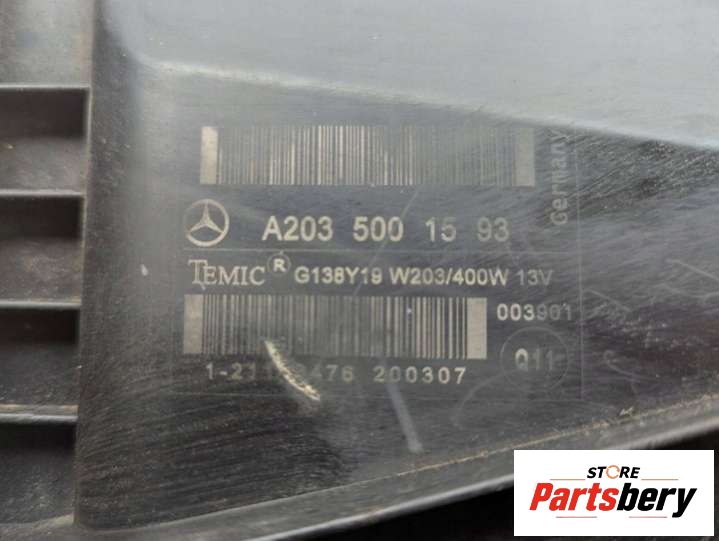 Germany
A203 500 15 93
TEMIC ® G138Y19 W203/400W 13V
003901
200307
Q11
STORE
Partsbery